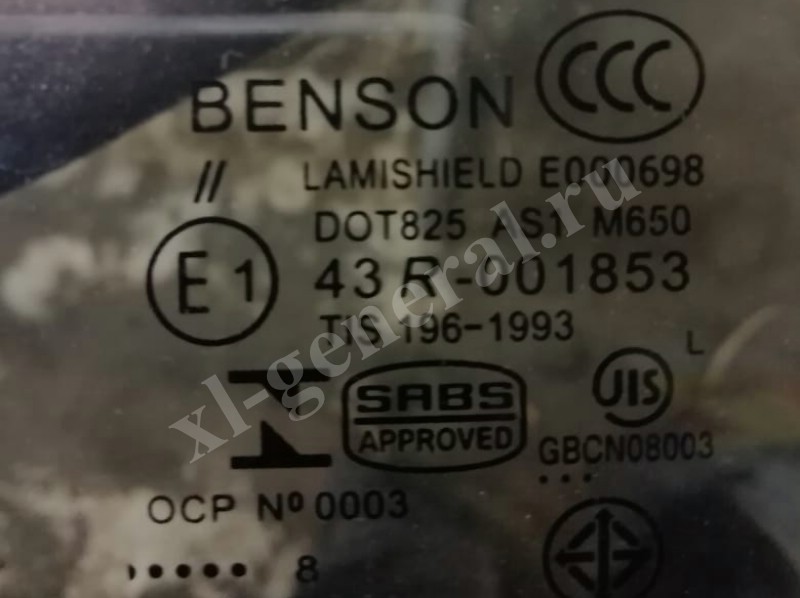 BENSON CCC
// LAMISHIELD E000698
DOT825 AS1 M650
E1 43R-001853
TIS 196-1993
L
SABS
APPROVED
JIS
GBCN08003
OCP Nº 0003
8
xl-general.ru